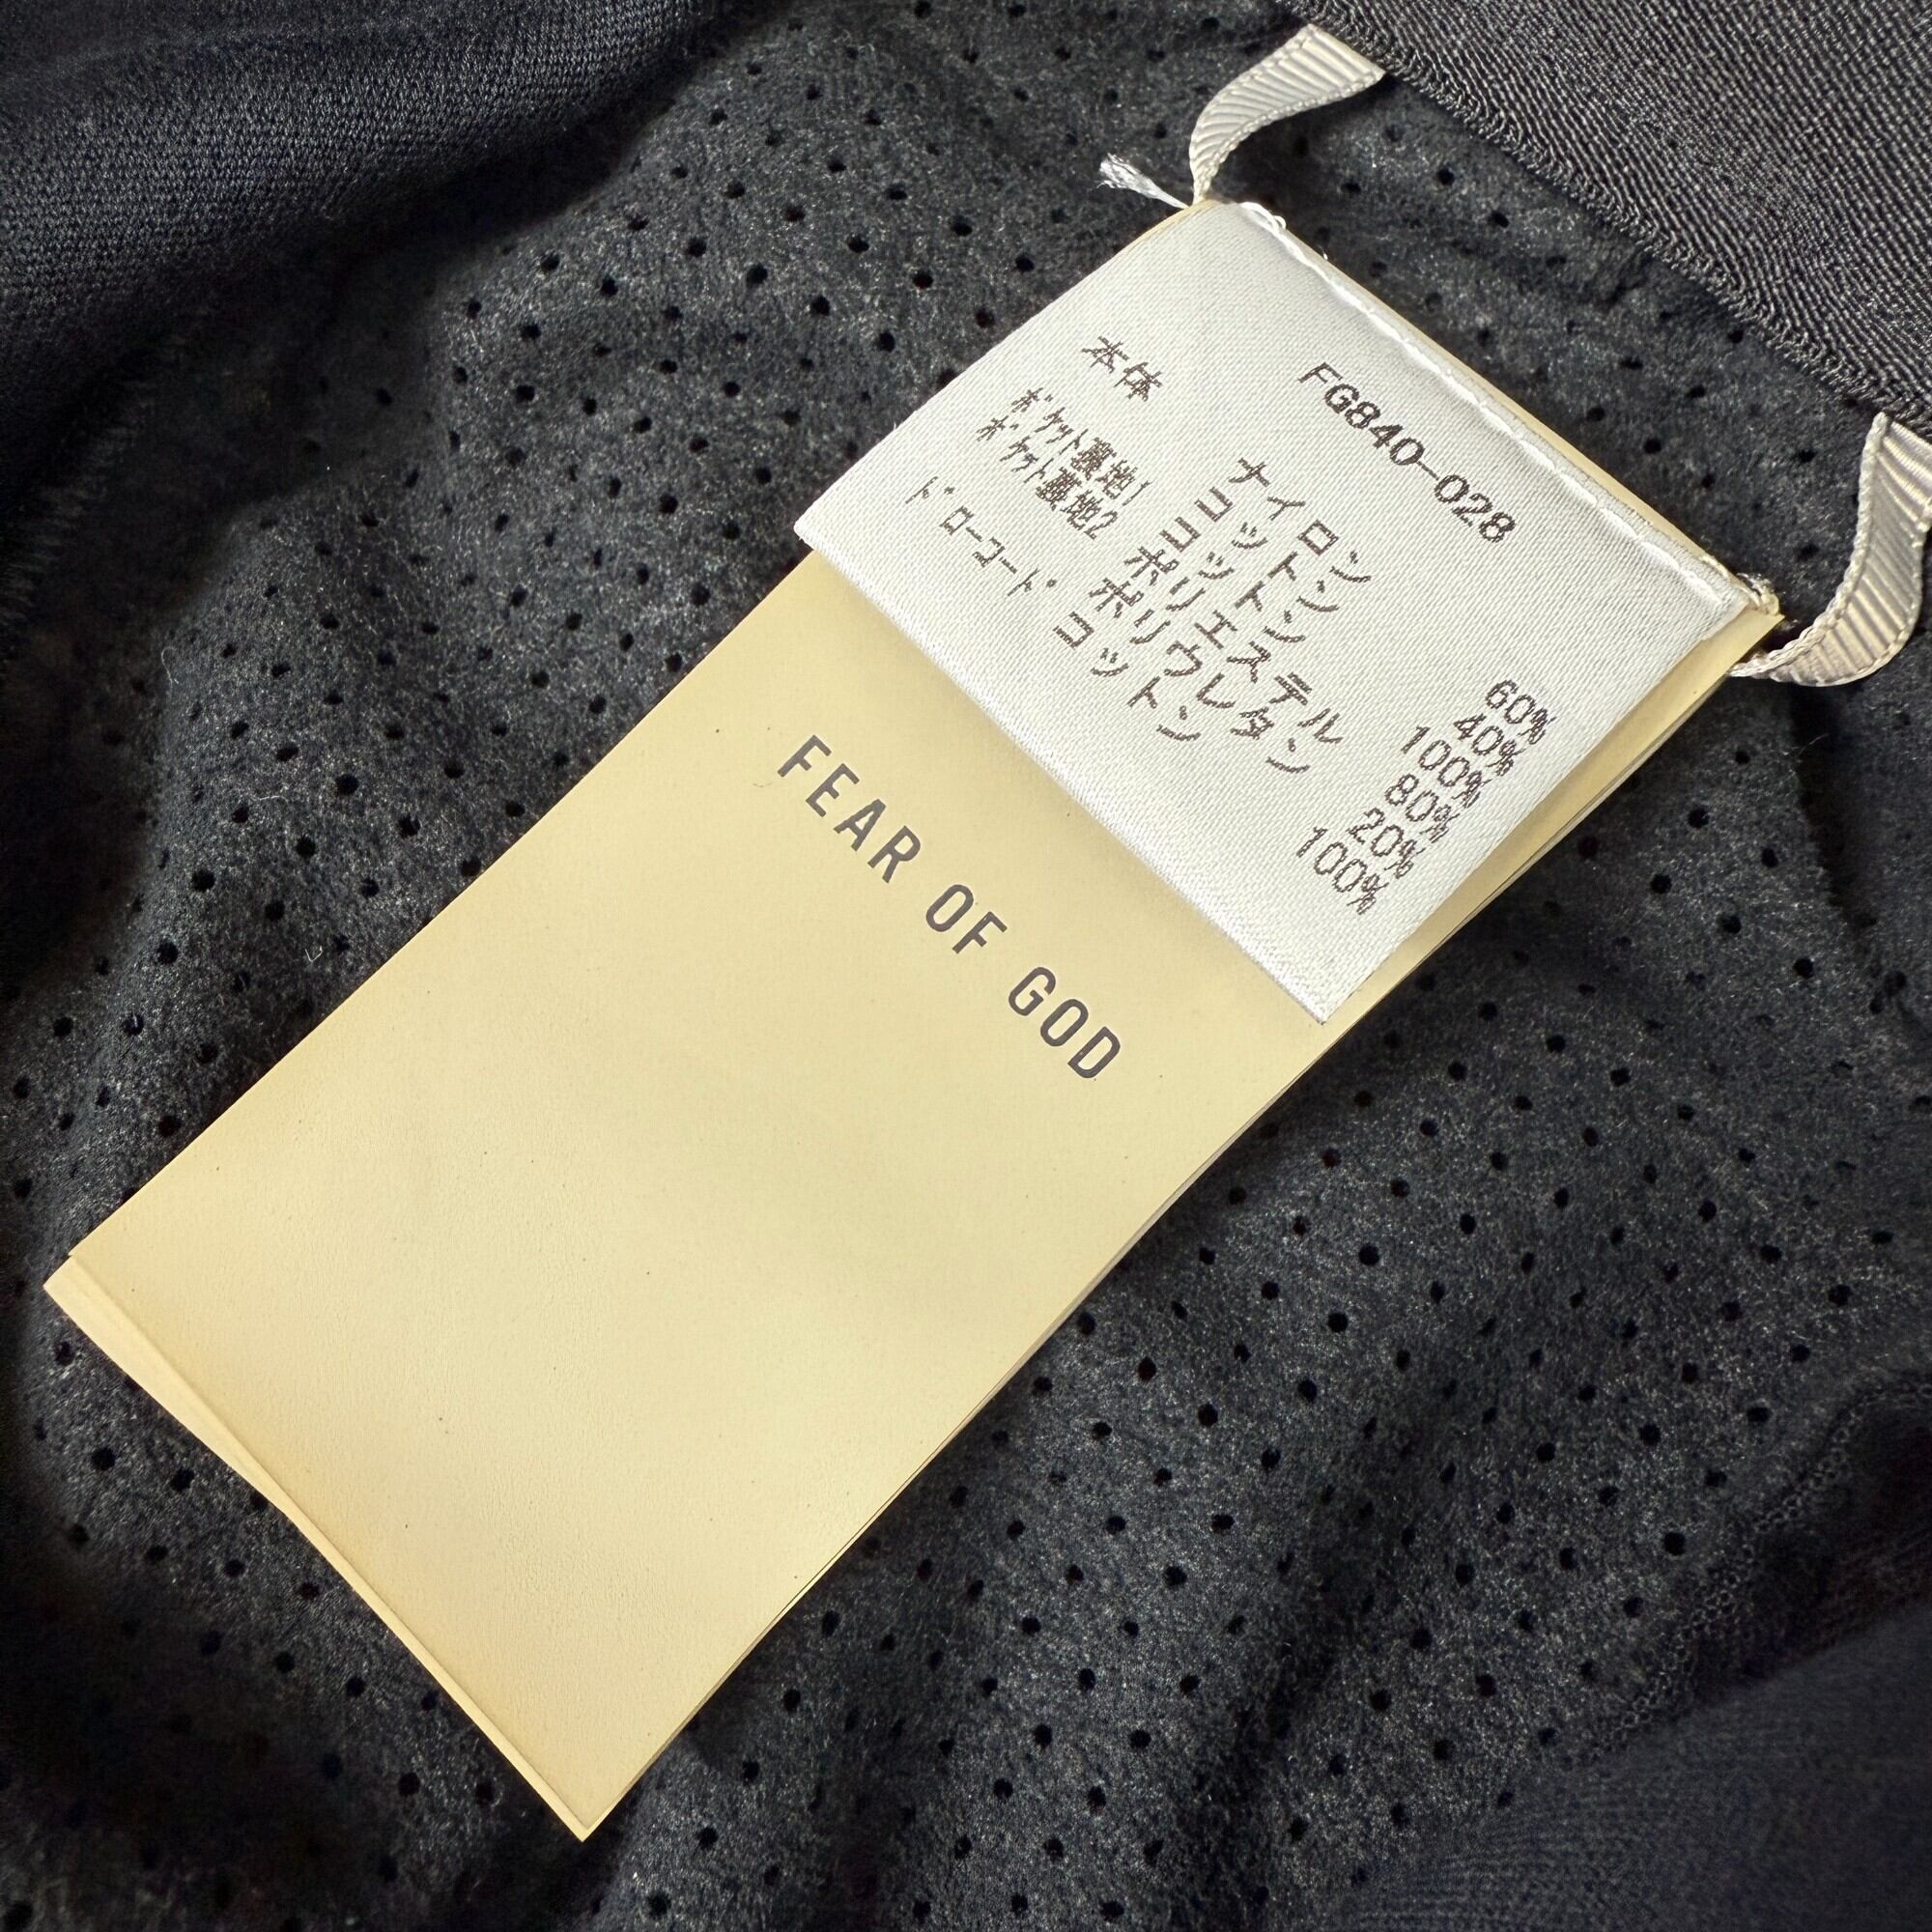 FG840-028
本体 ナイロン 60%
コットン 40%
ポケット裏地1 コットン 100%
ポケット裏地2 ポリエステル 80%
ポリウレタン 20%
ドローコード コットン 100%
FEAR OF GOD